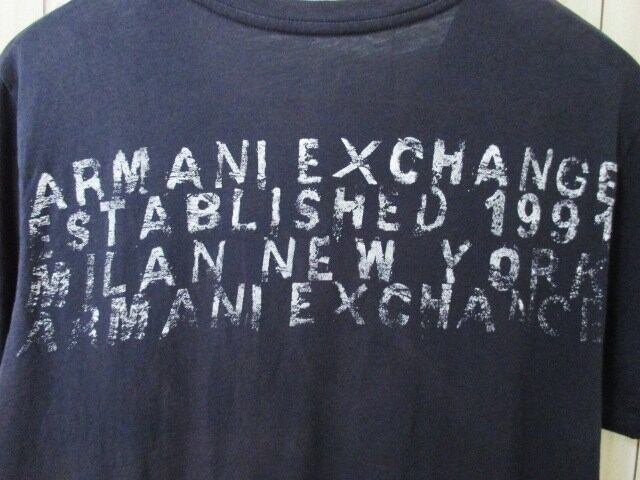 ARMANI EXCHANGE
ESTABLISHED 1991
MILAN NEW YORK
ARMANI EXCHANGE